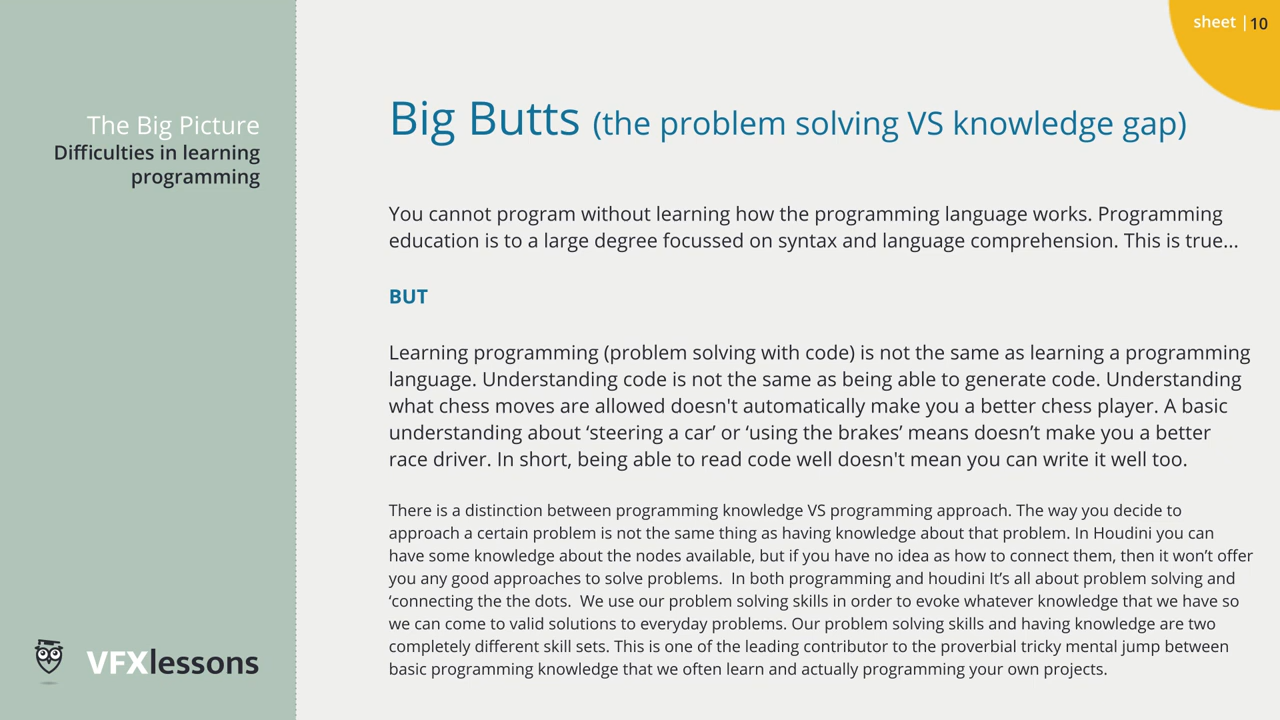 sheet |10
The Big Picture
Difficulties in learning
programming
Big Butts (the problem solving VS knowledge gap)
You cannot program without learning how the programming language works. Programming
education is to a large degree focussed on syntax and language comprehension. This is true...
BUT
Learning programming (problem solving with code) is not the same as learning a programming
language. Understanding code is not the same as being able to generate code. Understanding
what chess moves are allowed doesn't automatically make you a better chess player. A basic
understanding about ‘steering a car’ or ‘using the brakes’ means doesn’t make you a better
race driver. In short, being able to read code well doesn't mean you can write it well too.
There is a distinction between programming knowledge VS programming approach. The way you decide to
approach a certain problem is not the same thing as having knowledge about that problem. In Houdini you can
have some knowledge about the nodes available, but if you have no idea as how to connect them, then it won’t offer
you any good approaches to solve problems.  In both programming and houdini It’s all about problem solving and
‘connecting the the dots.  We use our problem solving skills in order to evoke whatever knowledge that we have so
we can come to valid solutions to everyday problems. Our problem solving skills and having knowledge are two
completely different skill sets. This is one of the leading contributor to the proverbial tricky mental jump between
basic programming knowledge that we often learn and actually programming your own projects.
VFXlessons